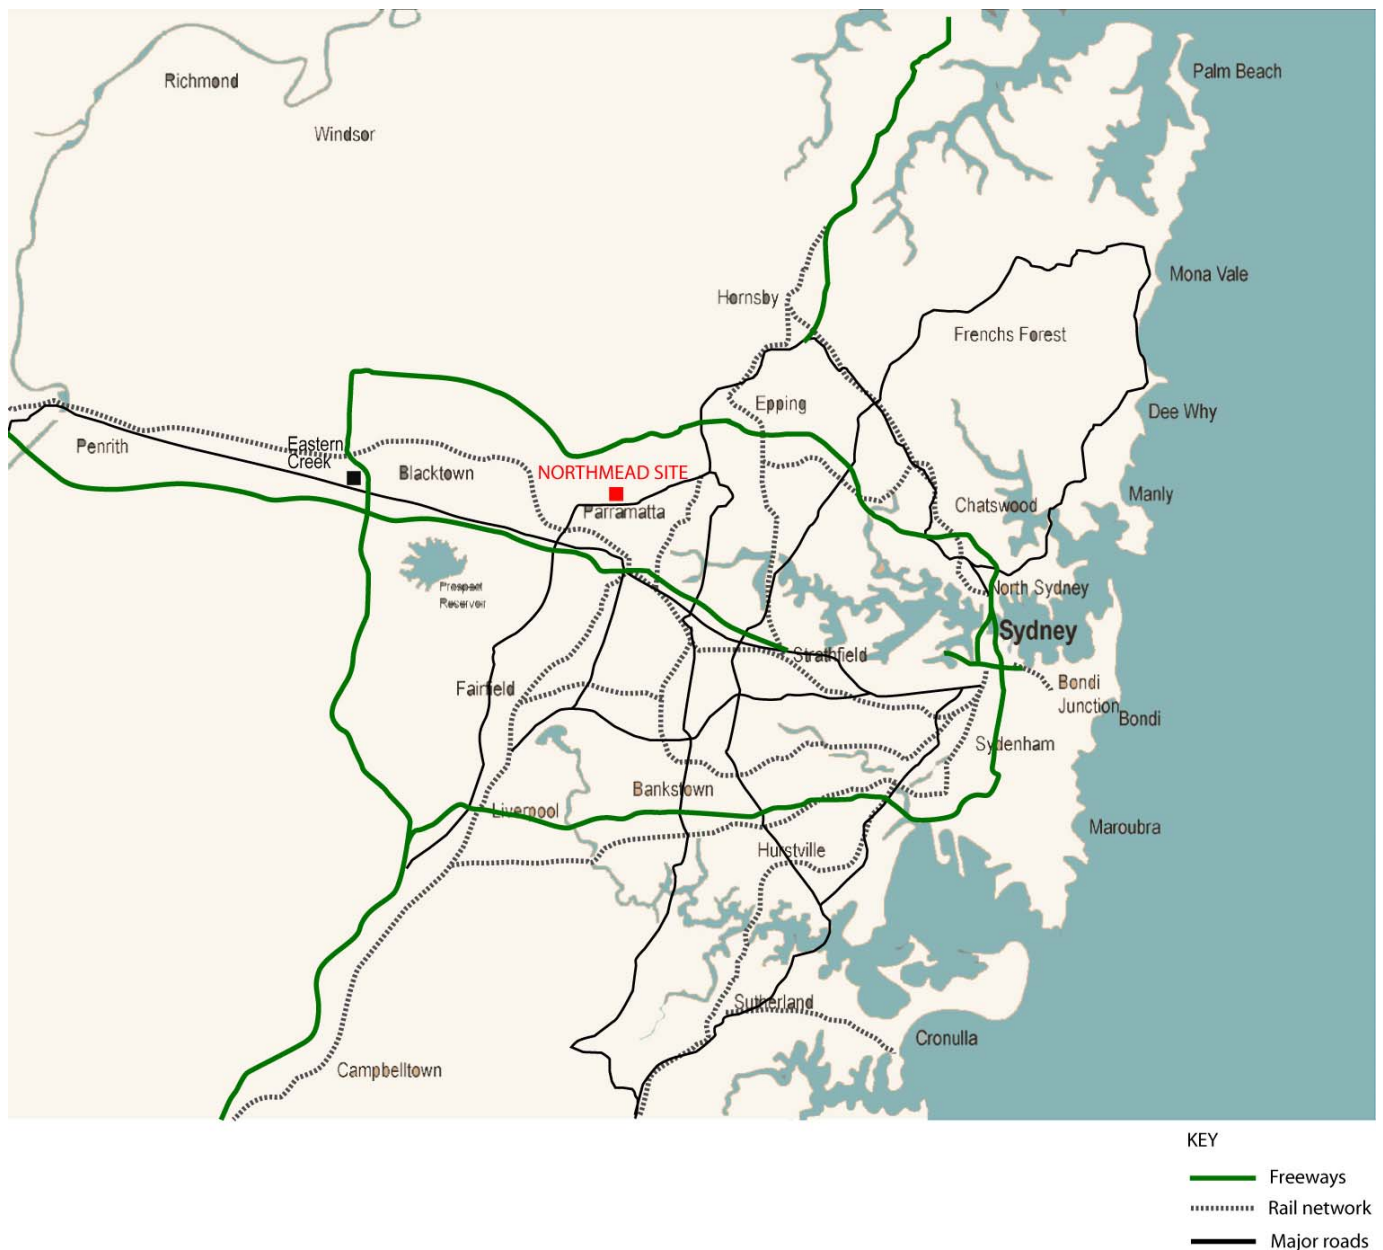 Palm Beach
Richmond
Windsor
Mona Vale
Hornsby
Frenchs Forest
Epping
Dee Why
Penrith
Eastern
Creek
Blacktown
NORTHMEAD SITE
Manly
Chatswood
Parramatta
Prospect
Reservoir
North Sydney
Sydney
Strathfield
Fairfield
Bondi
Junction
Bondi
Sydenham
Bankstown
Liverpool
Maroubra
Hurstville
Sutherland
Cronulla
Campbelltown
KEY
Freeways
Rail network
Major roads